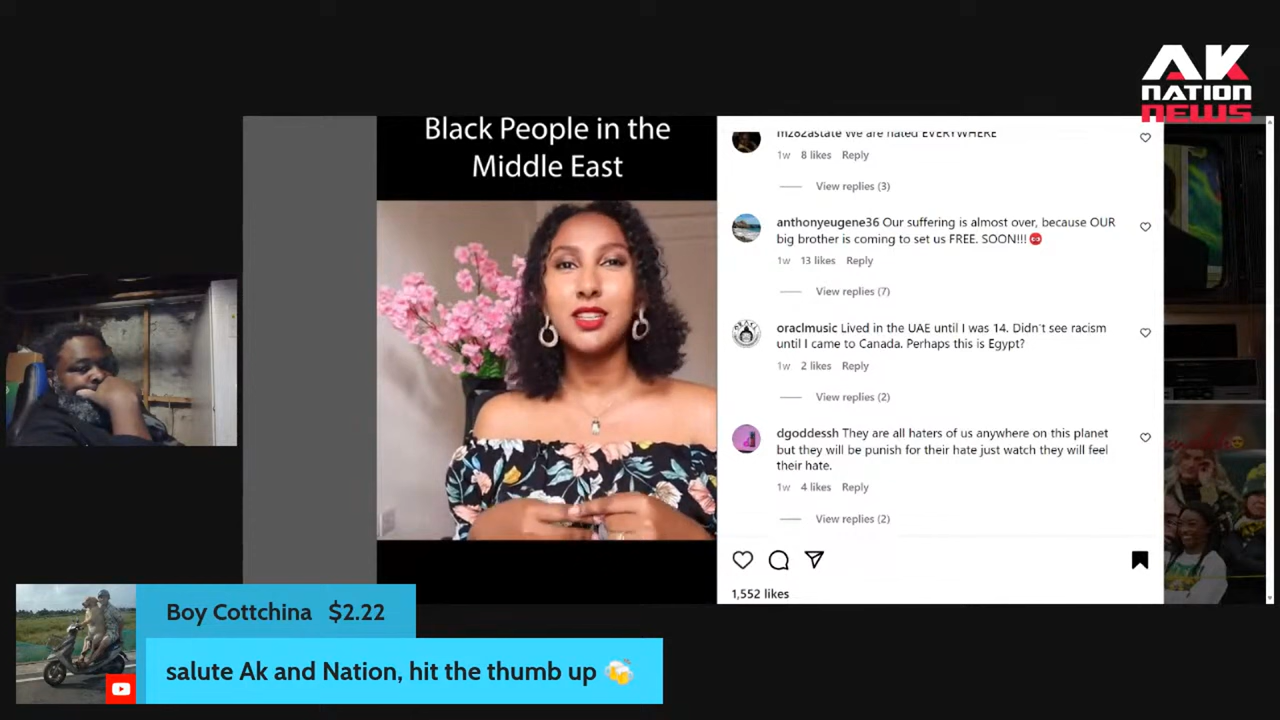 AK
NATION
NEWS
Black People in the
Middle East
m282astate We are hated EVERYWHERE
1w 8 likes Reply
View replies (3)
anthonyeugene36 Our suffering is almost over, because OUR
big brother is coming to set us FREE. SOON!!!
1w 13 likes Reply
View replies (7)
oraclmusic Lived in the UAE until I was 14. Didn't see racism
until I came to Canada. Perhaps this is Egypt?
1w 2 likes Reply
View replies (2)
dgoddessh They are all haters of us anywhere on this planet
but they will be punish for their hate just watch they will feel
their hate.
1w 4 likes Reply
View replies (2)
1,552 likes
Boy Cottchina $2.22
salute Ak and Nation, hit the thumb up 🍻